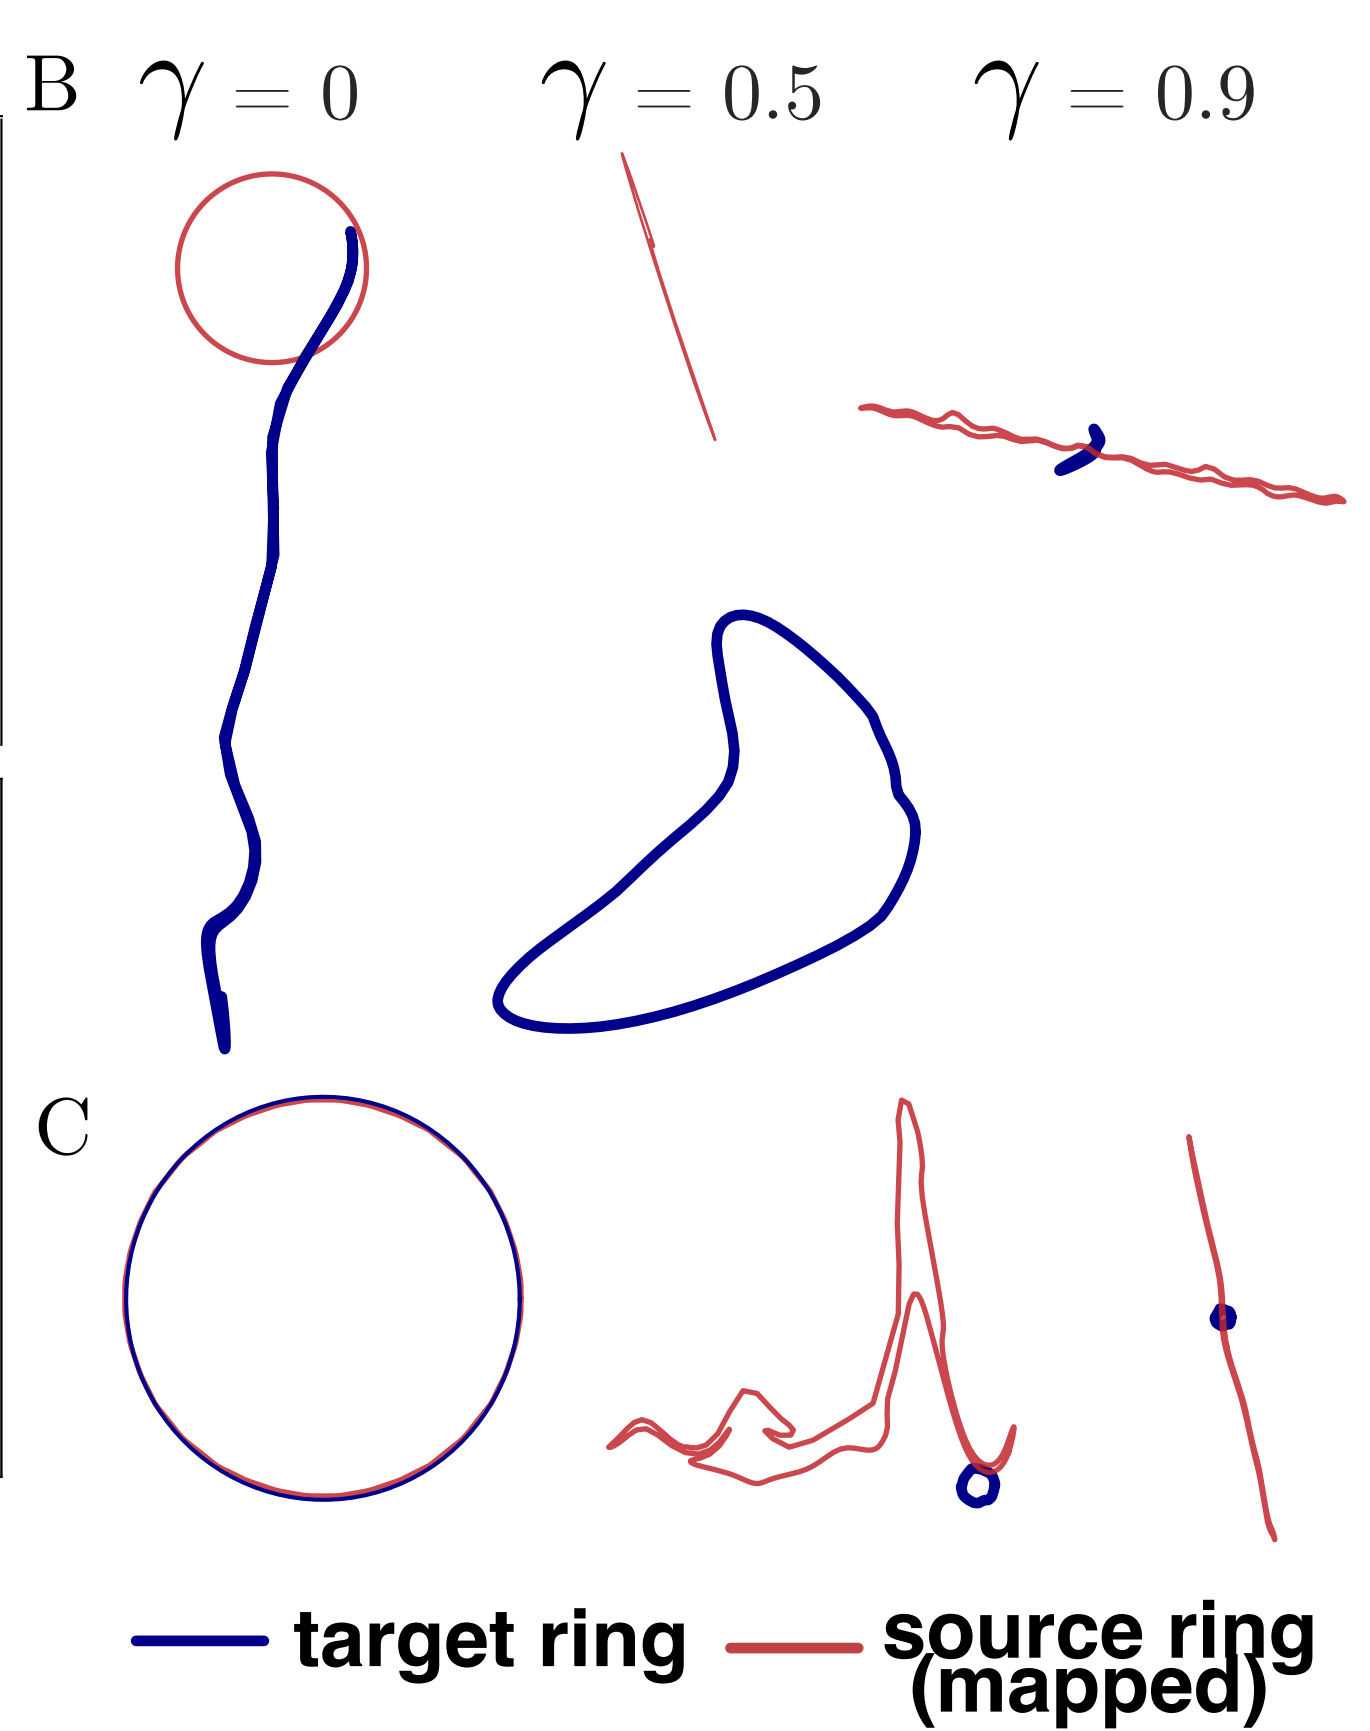 B γ = 0 γ = 0.5 γ = 0.9
C
target ring source ring
(mapped)